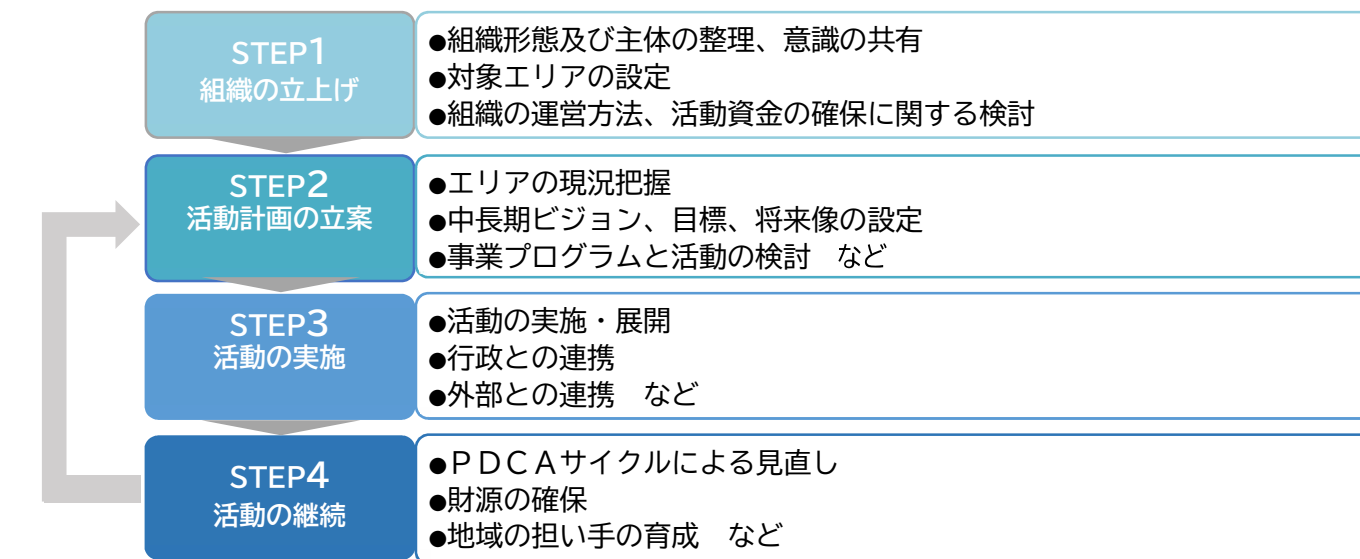 STEP1
組織の立上げ
●組織形態及び主体の整理、意識の共有
●対象エリアの設定
●組織の運営方法、活動資金の確保に関する検討
STEP2
活動計画の立案
●エリアの現況把握
●中長期ビジョン、目標、将来像の設定
●事業プログラムと活動の検討　など
STEP3
活動の実施
●活動の実施・展開
●行政との連携
●外部との連携　など
STEP4
活動の継続
●ＰＤＣＡサイクルによる見直し
●財源の確保
●地域の担い手の育成　など